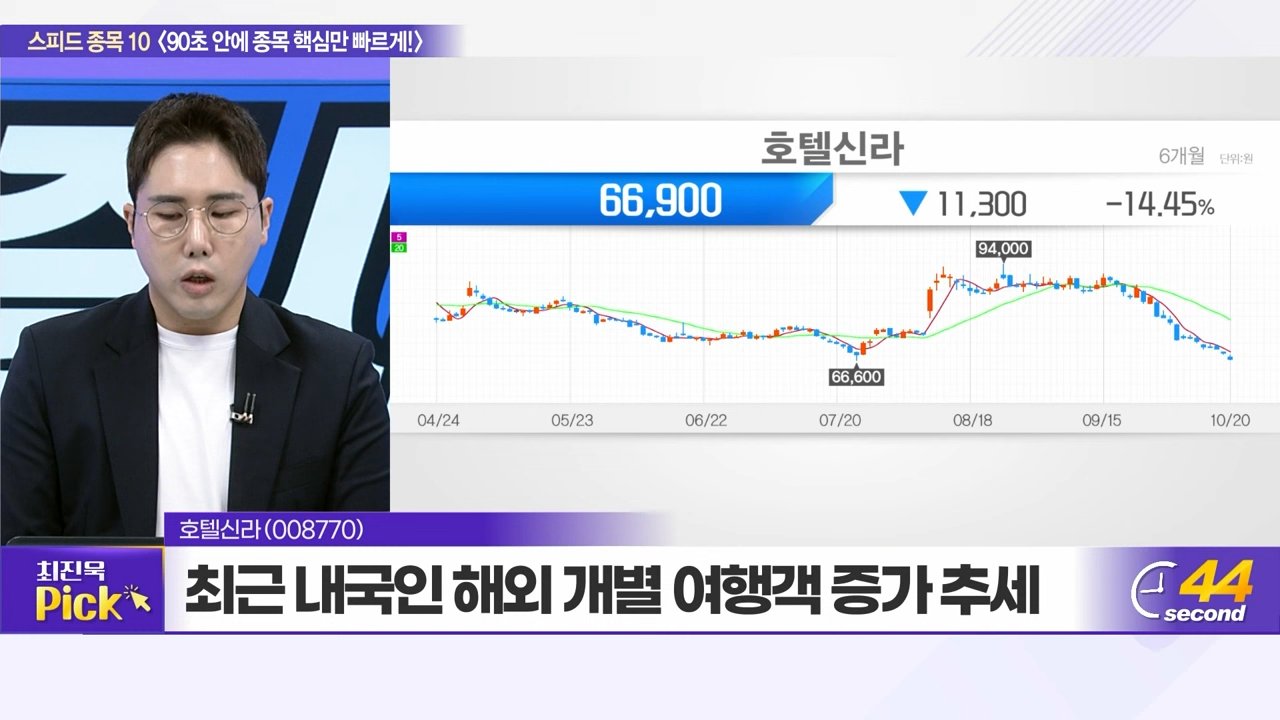 스피드 종목 10 〈90초 안에 종목 핵심만 빠르게!〉
호텔신라
6개월 단위:원
66,900 ▼ 11,300 -14.45%
5
20
94,000
66,600
04/24 05/23 06/22 07/20 08/18 09/15 10/20
호텔신라(008770)
최진욱
Pick
최근 내국인 해외 개별 여행객 증가 추세
44
second